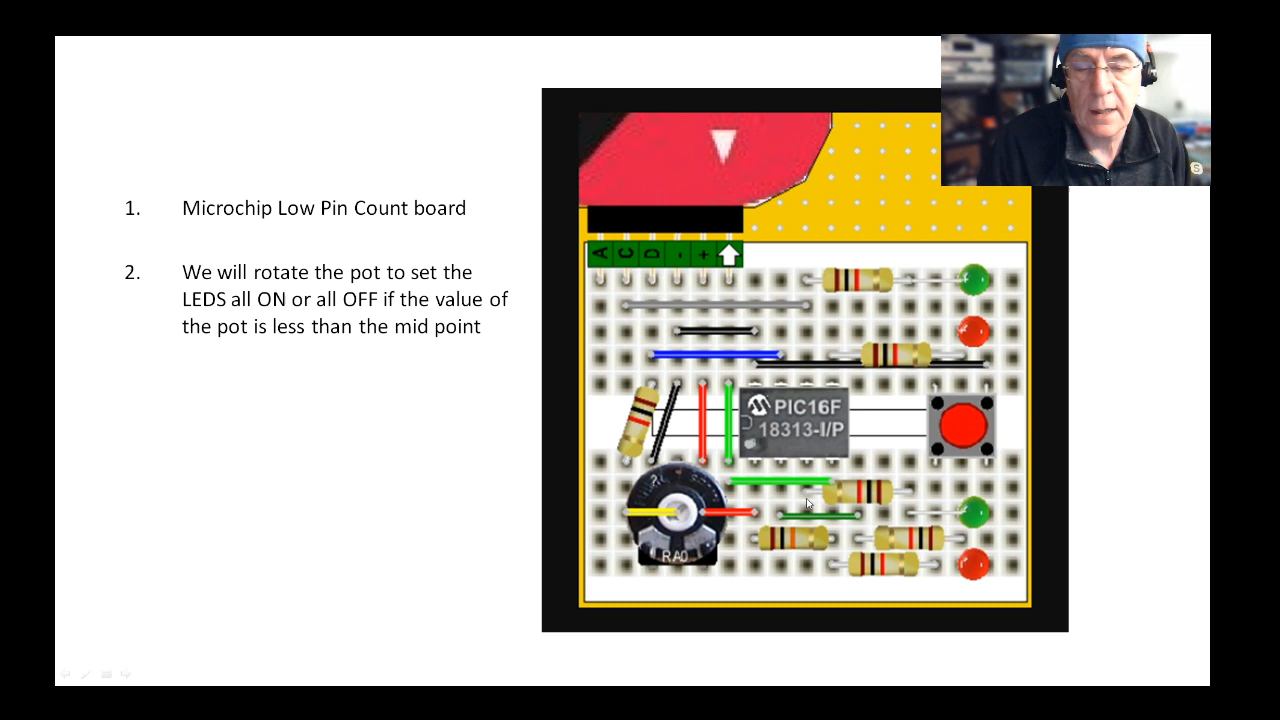 1. Microchip Low Pin Count board
2. We will rotate the pot to set the
LEDS all ON or all OFF if the value of
the pot is less than the mid point
A C D - +
PIC16F
18313-I/P
RA0